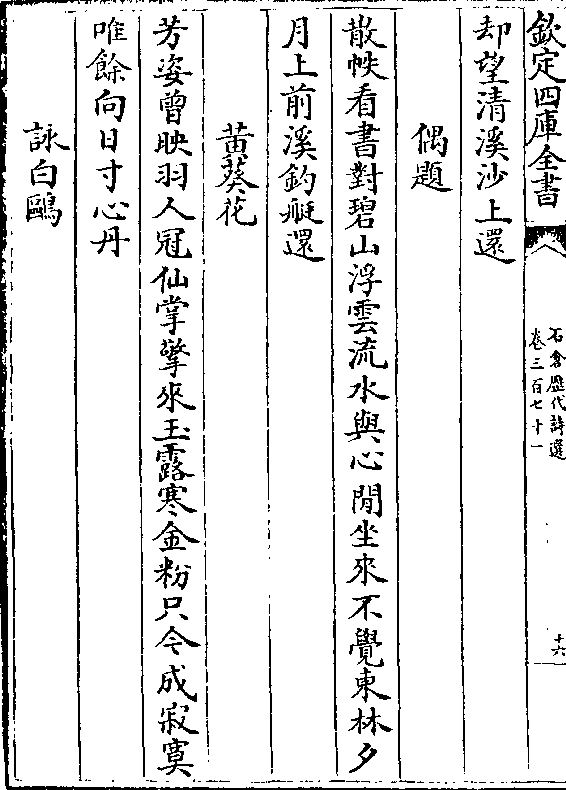 欽定四庫全書
石倉歷代詩選
卷三百七十一
十六
却望清溪沙上還
偶題
散帙看書對碧山浮雲流水與心閒坐來不覺東林夕
月上前溪釣艇還
黄葵花
芳姿曾映羽人冠仙掌擎來玉露寒金粉只今成寂寞
唯餘向日寸心丹
詠白鷗